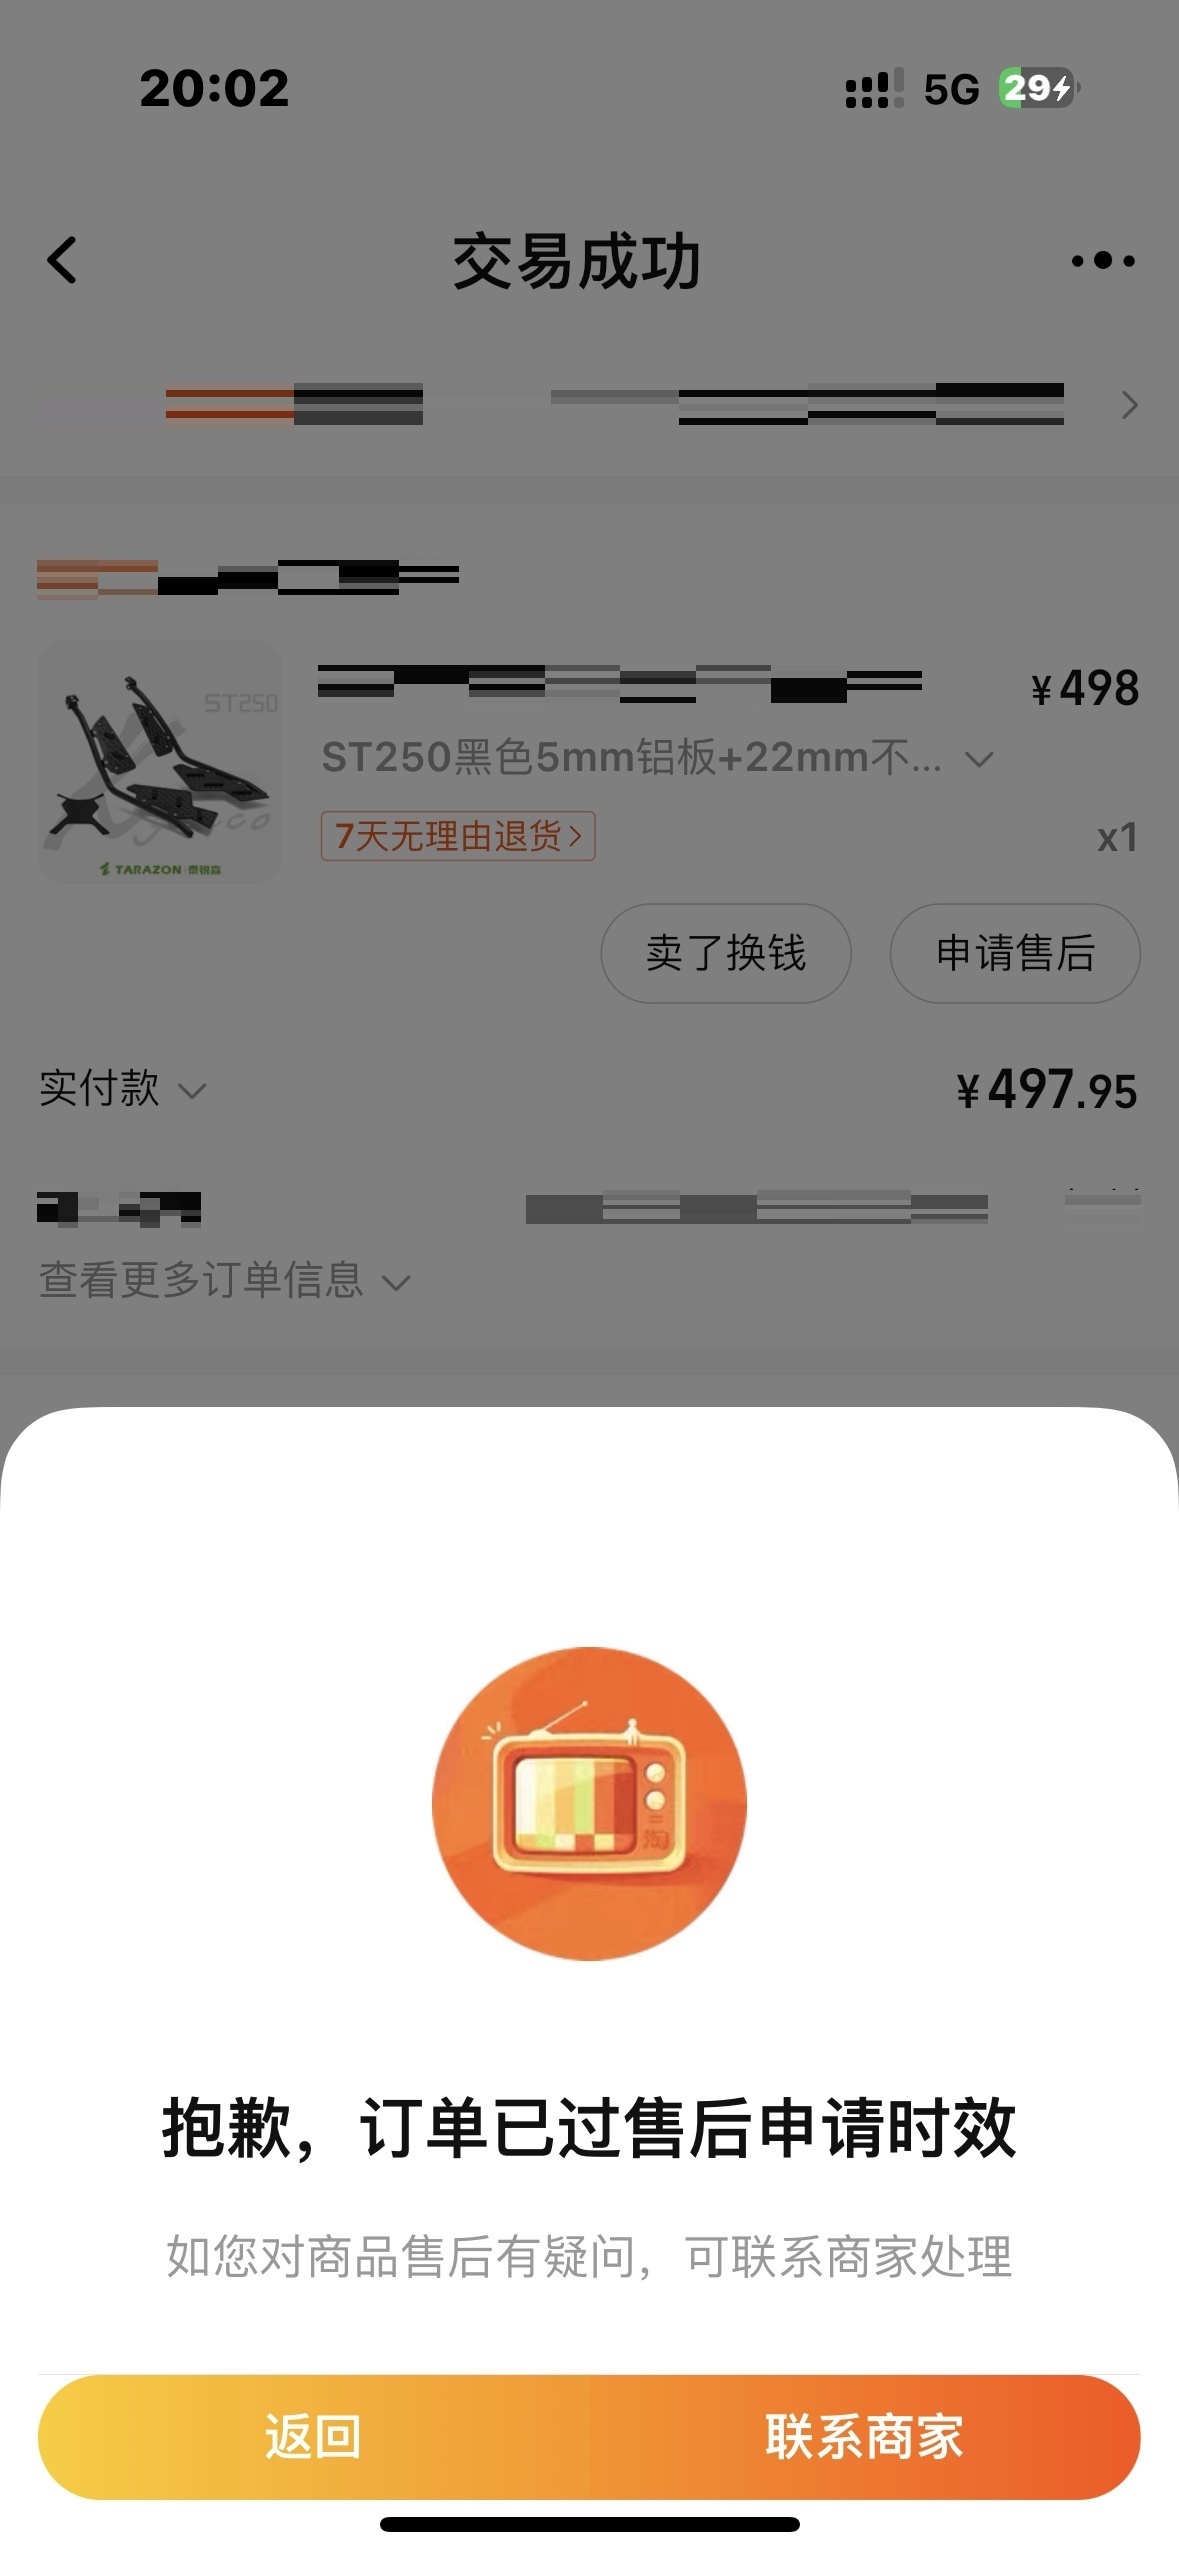 20:02
5G 29
交易成功
¥498
ST250
ST250黑色5mm铝板+22mm不...
7天无理由退货
x1
TARAZON 泰锐森
卖了换钱
申请售后
实付款
¥497.95
查看更多订单信息
淘
抱歉，订单已过售后申请时效
如您对商品售后有疑问，可联系商家处理
返回
联系商家